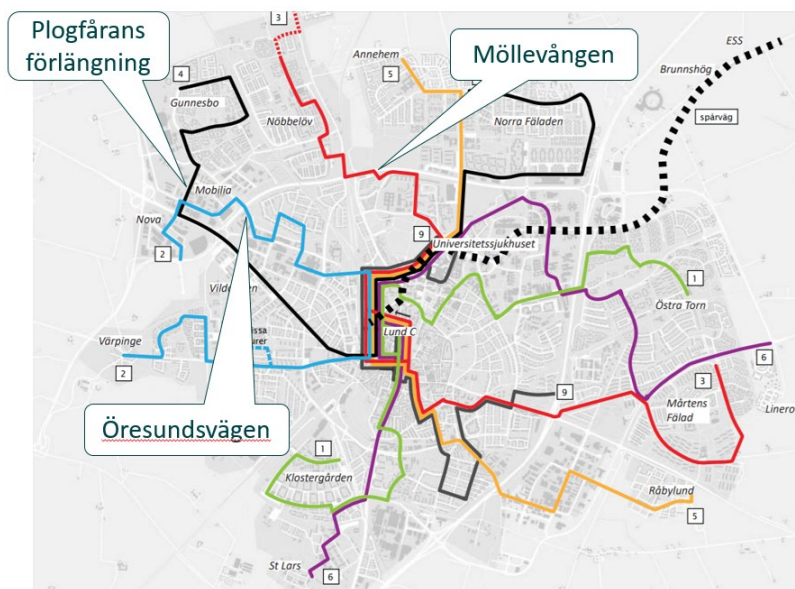 Plogfårans
förlängning
3
Annehem
5
Möllevången
ESS
Brunnshög
4
Gunnesbo
Nöbbelöv
Norra Fäladen
spårväg
Mobilia
Nova
9
Universitetssjukhuset
2
1
Östra Torn
Värpinge
Lund C
2
6
9
3
Mårtens
Fälad
Linero
Öresundsvägen
1
Klostergården
Råbylund
5
St Lars
6